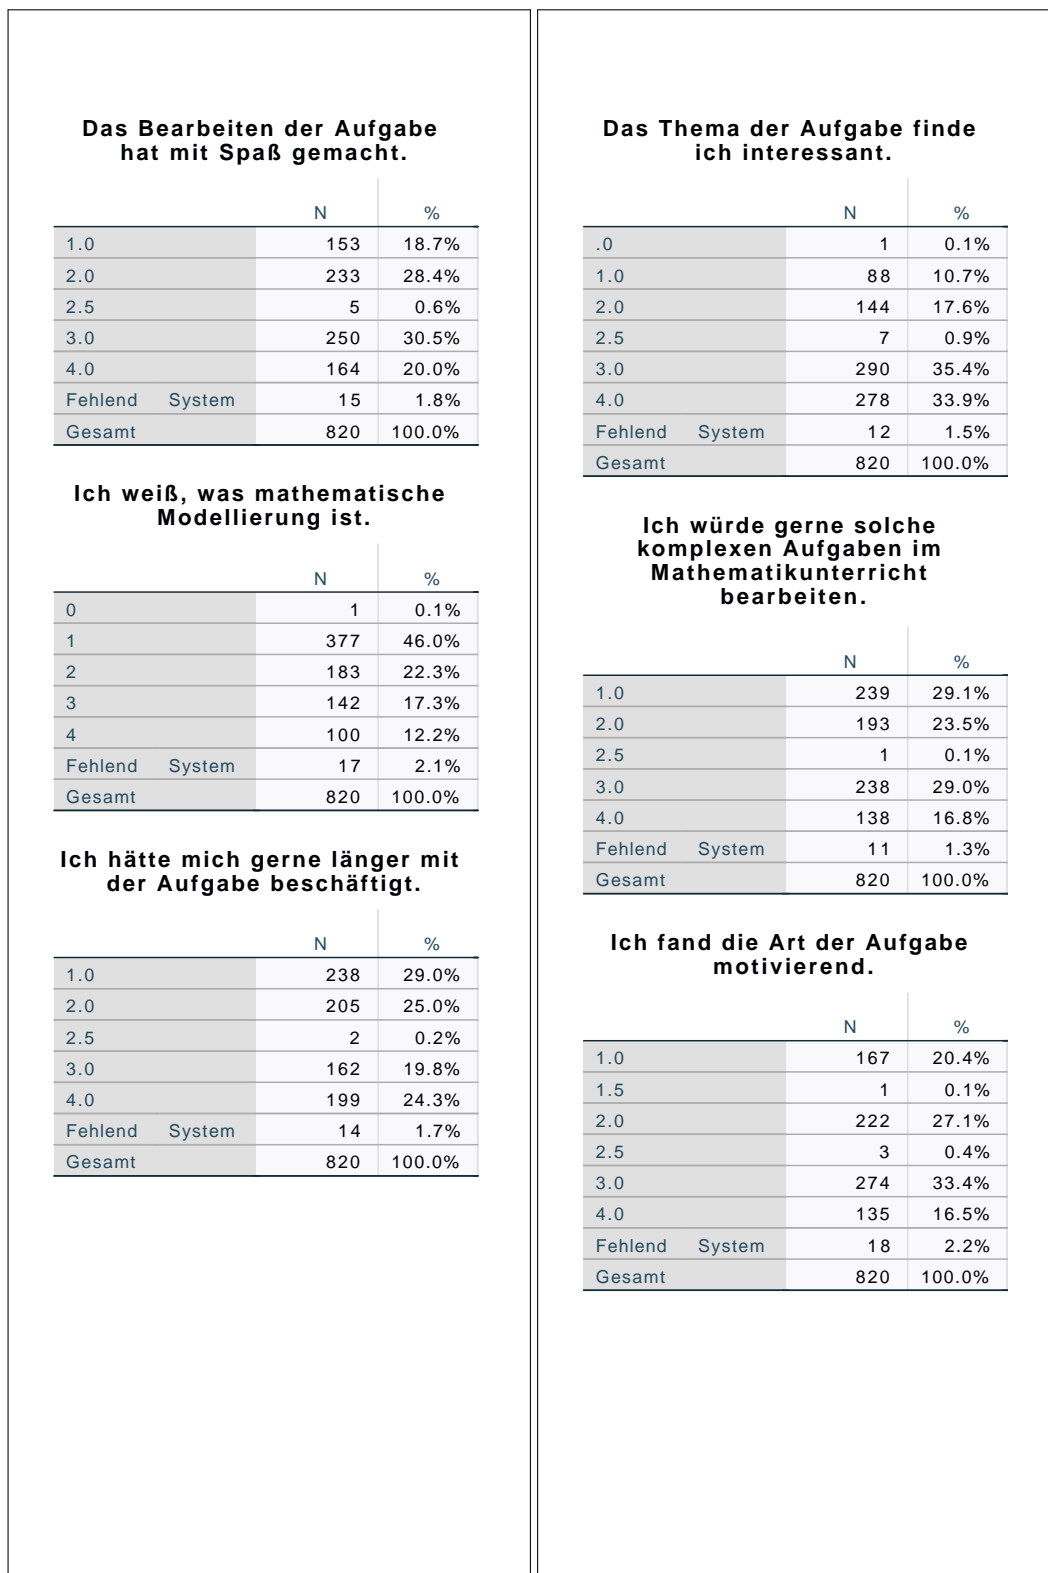 Das Bearbeiten der Aufgabe
hat mit Spaß gemacht.
N %
1.0 153 18.7%
2.0 233 28.4%
2.5 5 0.6%
3.0 250 30.5%
4.0 164 20.0%
Fehlend System 15 1.8%
Gesamt 820 100.0%
Ich weiß, was mathematische
Modellierung ist.
N %
0 1 0.1%
1 377 46.0%
2 183 22.3%
3 142 17.3%
4 100 12.2%
Fehlend System 17 2.1%
Gesamt 820 100.0%
Ich hätte mich gerne länger mit
der Aufgabe beschäftigt.
N %
1.0 238 29.0%
2.0 205 25.0%
2.5 2 0.2%
3.0 162 19.8%
4.0 199 24.3%
Fehlend System 14 1.7%
Gesamt 820 100.0%
Das Thema der Aufgabe finde
ich interessant.
N %
.0 1 0.1%
1.0 88 10.7%
2.0 144 17.6%
2.5 7 0.9%
3.0 290 35.4%
4.0 278 33.9%
Fehlend System 12 1.5%
Gesamt 820 100.0%
Ich würde gerne solche
komplexen Aufgaben im
Mathematikunterricht
bearbeiten.
N %
1.0 239 29.1%
2.0 193 23.5%
2.5 1 0.1%
3.0 238 29.0%
4.0 138 16.8%
Fehlend System 11 1.3%
Gesamt 820 100.0%
Ich fand die Art der Aufgabe
motivierend.
N %
1.0 167 20.4%
1.5 1 0.1%
2.0 222 27.1%
2.5 3 0.4%
3.0 274 33.4%
4.0 135 16.5%
Fehlend System 18 2.2%
Gesamt 820 100.0%